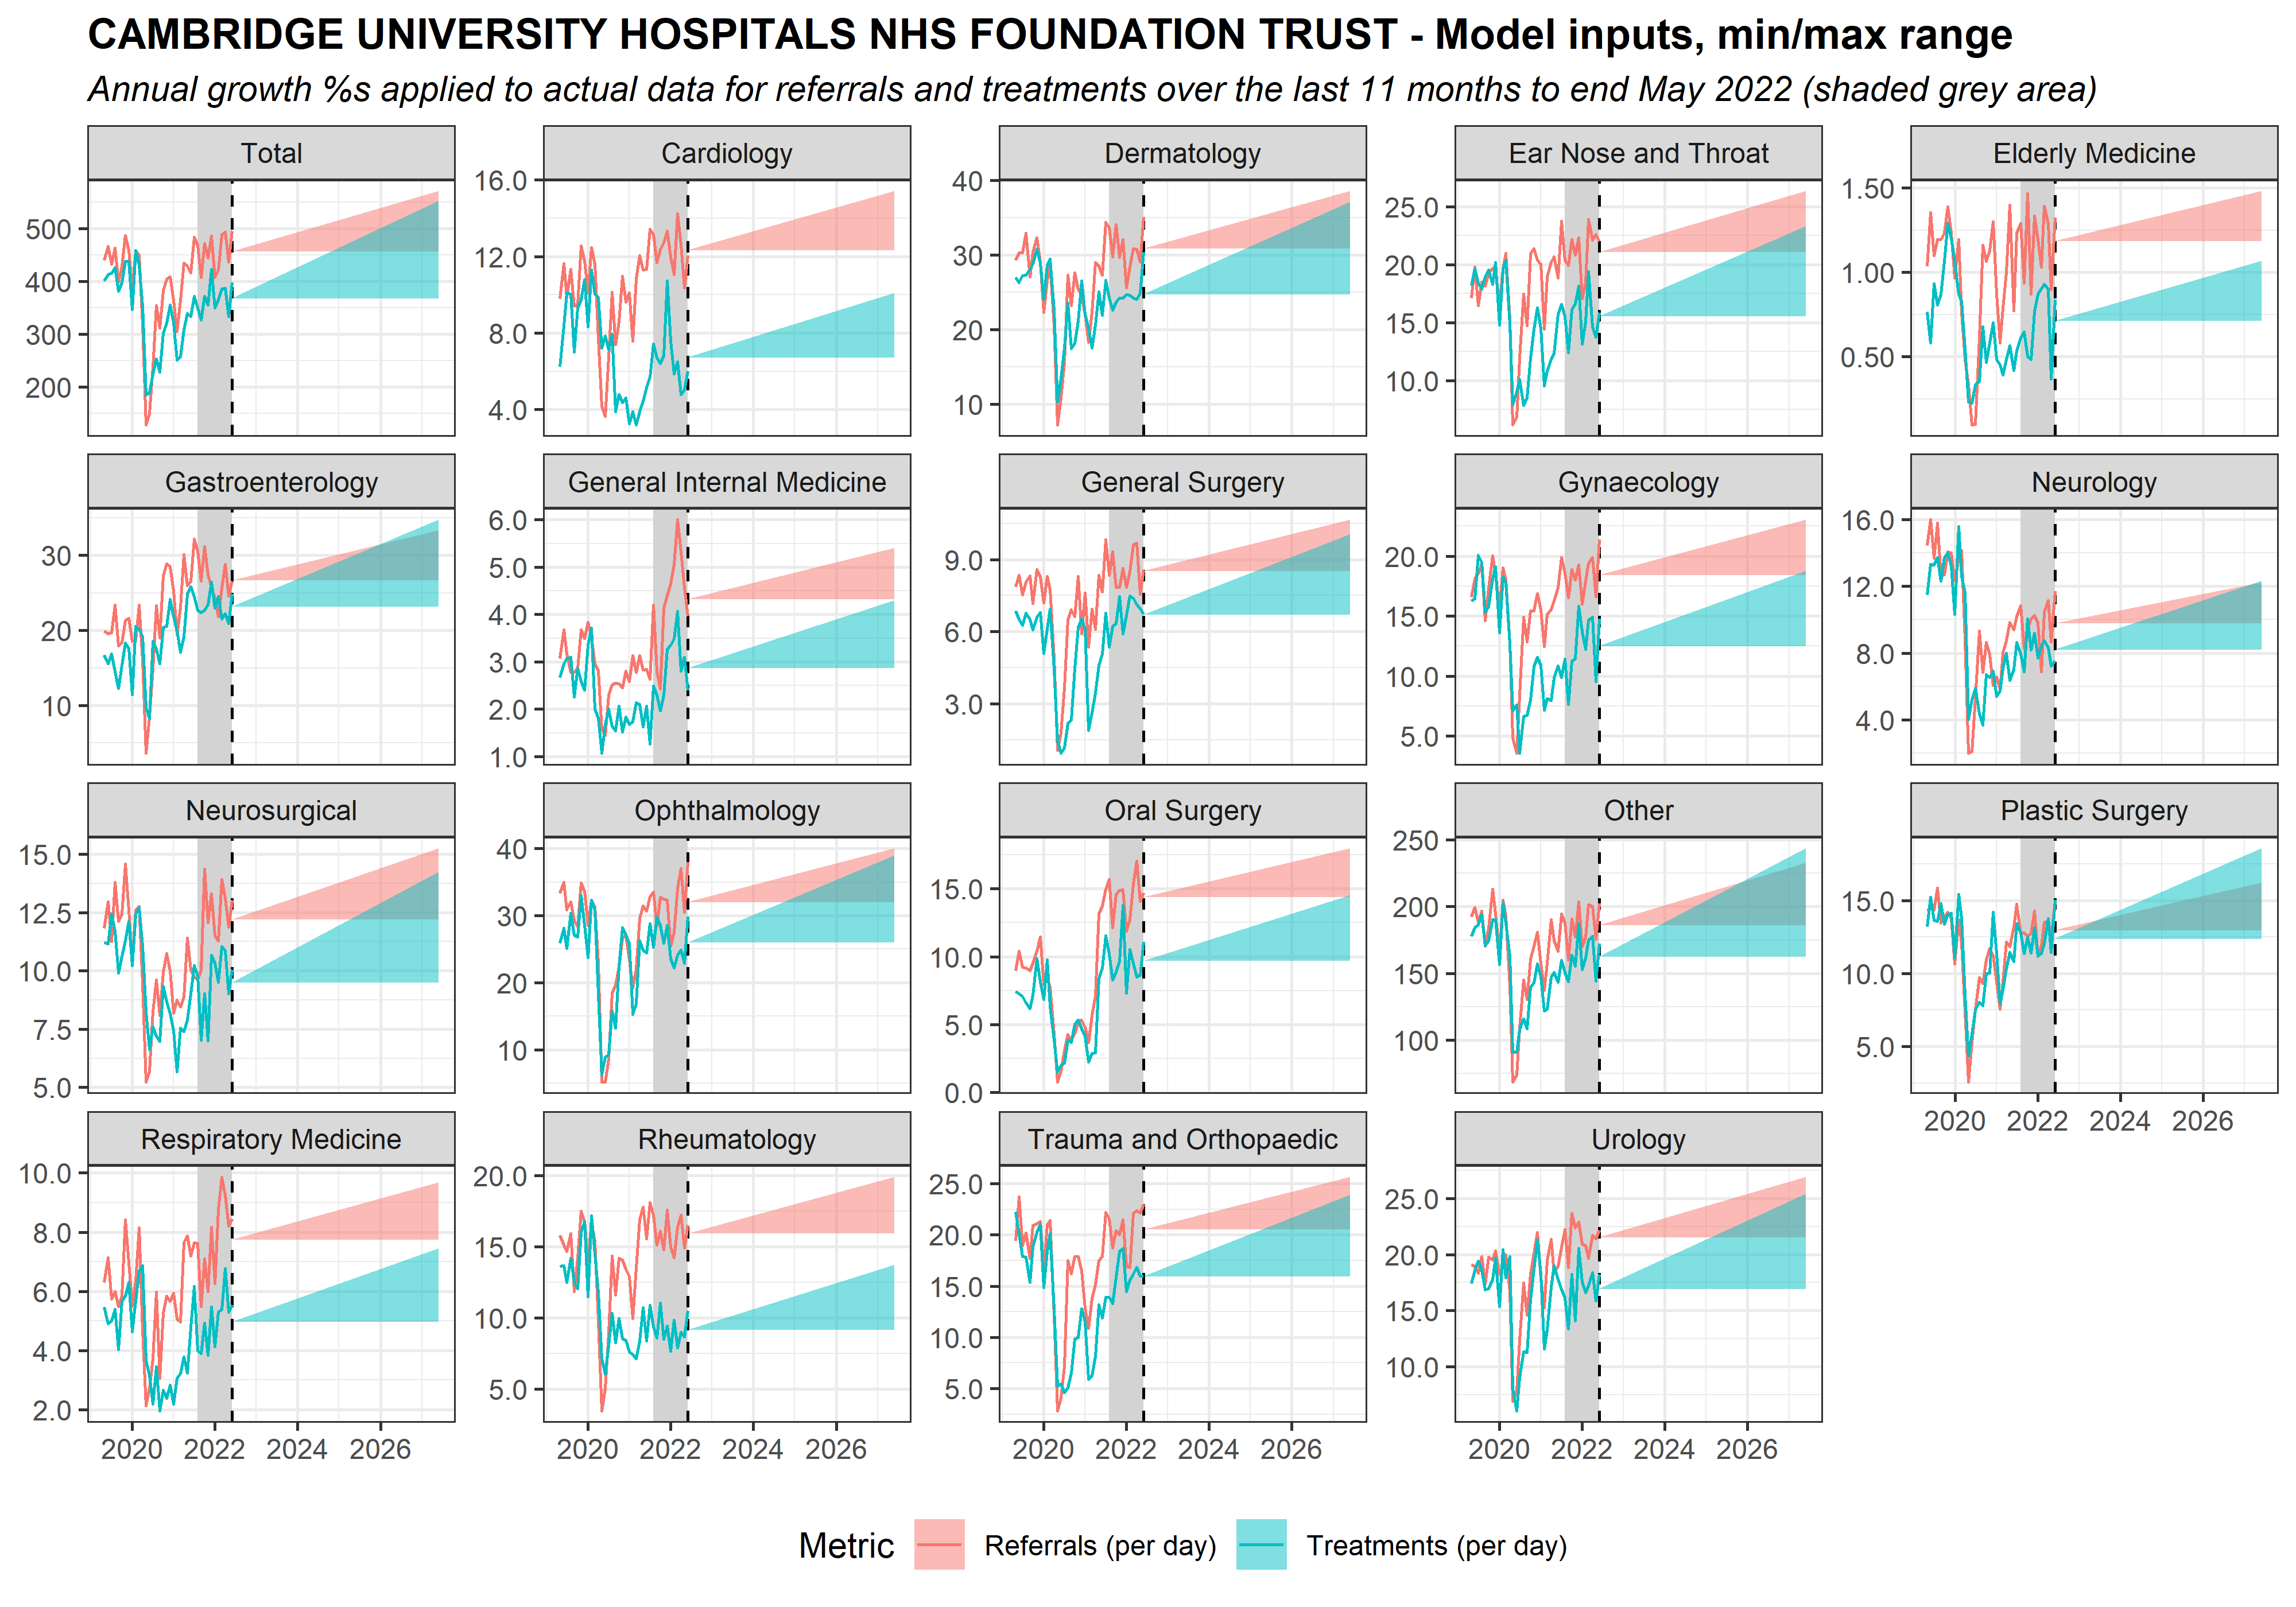 CAMBRIDGE UNIVERSITY HOSPITALS NHS FOUNDATION TRUST - Model inputs, min/max range
Annual growth %s applied to actual data for referrals and treatments over the last 11 months to end May 2022 (shaded grey area)
Total
500
400
300
200
Cardiology
16.0
12.0
8.0
4.0
Dermatology
40
30
20
10
Ear Nose and Throat
25.0
20.0
15.0
10.0
Elderly Medicine
1.50
1.00
0.50
Gastroenterology
30
20
10
General Internal Medicine
6.0
5.0
4.0
3.0
2.0
1.0
General Surgery
9.0
6.0
3.0
Gynaecology
20.0
15.0
10.0
5.0
Neurology
16.0
12.0
8.0
4.0
Neurosurgical
15.0
12.5
10.0
7.5
5.0
Ophthalmology
40
30
20
10
Oral Surgery
15.0
10.0
5.0
0.0
Other
250
200
150
100
Plastic Surgery
15.0
10.0
5.0
2020 2022 2024 2026
Respiratory Medicine
10.0
8.0
6.0
4.0
2.0
2020 2022 2024 2026
Rheumatology
20.0
15.0
10.0
5.0
2020 2022 2024 2026
Trauma and Orthopaedic
25.0
20.0
15.0
10.0
5.0
2020 2022 2024 2026
Urology
25.0
20.0
15.0
10.0
2020 2022 2024 2026
Metric Referrals (per day) Treatments (per day)